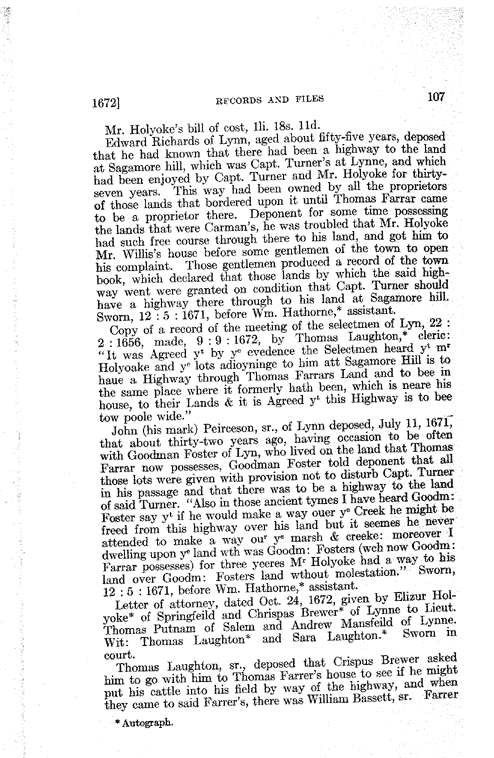 1672] RECORDS AND FILES 107
Mr. Holyoke's bill of cost, 1li. 18s. 11d.
Edward Richards of Lynn, aged about fifty-five years, deposed
that he had known that there had been a highway to the land
at Sagamore hill, which was Capt. Turner's at Lynne, and which
had been enjoyed by Capt. Turner and Mr. Holyoke for thirty-
seven years. This way had been owned by all the proprietors
of those lands that bordered upon it until Thomas Farrar came
to be a proprietor there. Deponent for some time possessing
the lands that were Carman's, he was troubled that Mr. Holyoke
had such free course through there to his land, and got him to
Mr. Willis's house before some gentlemen of the town to open
his complaint. Those gentlemen produced a record of the town
book, which declared that those lands by which the said high-
way went were granted on condition that Capt. Turner should
have a highway there through to his land at Sagamore hill.
Sworn, 12 : 5 : 1671, before Wm. Hathorne,* assistant.
Copy of a record of the meeting of the selectmen of Lyn, 22 :
2 : 1656, made, 9 : 9 : 1672, by Thomas Laughton,* cleric:
"It was Agreed yᵗ by yᵉ evedence the Selectmen heard yᵗ mʳ
Holyoake and yᵉ lots adioyninge to him att Sagamore Hill is to
haue a Highway through Thomas Farrars Land and to bee in
the same place where it formerly hath been, which is neare his
house, to their Lands & it is Agreed yᵗ this Highway is to bee
tow poole wide."
John (his mark) Peirceson, sr., of Lynn deposed, July 11, 1671,
that about thirty-two years ago, having occasion to be often
with Goodman Foster of Lyn, who lived on the land that Thomas
Farrar now possesses, Goodman Foster told deponent that all
those lots were given with provision not to disturb Capt. Turner
in his passage and that there was to be a highway to the land
of said Turner. "Also in those ancient tymes I have heard Goodm:
Foster say yᵗ if he would make a way ouer yᵉ Creek he might be
freed from this highway over his land but it seemes he never
attended to make a way ouʳ yᵉ marsh & creeke: moreover I
dwelling upon yᵉ land wth was Goodm: Fosters (wch now Goodm:
Farrar possesses) for three yeeres Mʳ Holyoke had a way to his
land over Goodm: Fosters land wthout molestation." Sworn,
12 : 5 : 1671, before Wm. Hathorne,* assistant.
Letter of attorney, dated Oct. 24, 1672, given by Elizur Hol-
yoke* of Springfeild and Chrispas Brewer* of Lynne to Lieut.
Thomas Putnam of Salem and Andrew Mansfeild of Lynne.
Wit: Thomas Laughton* and Sara Laughton.* Sworn in
court.
Thomas Laughton, sr., deposed that Crispus Brewer asked
him to go with him to Thomas Farrer's house to see if he might
put his cattle into his field by way of the highway, and when
they came to said Farrer's, there was William Bassett, sr. Farrer
* Autograph.